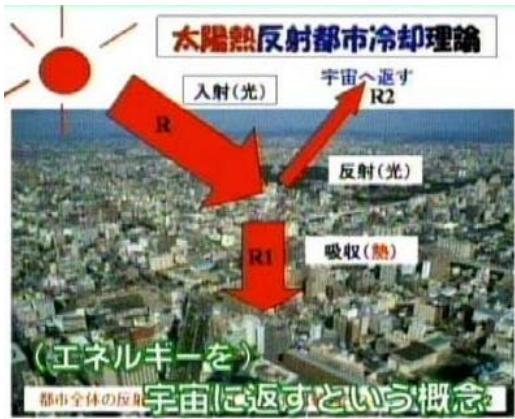 太陽熱反射都市冷却理論
宇宙へ返す
R2
入射(光)
R
反射(光)
R1
吸収(熱)
(エネルギーを)
都市全体の反射
宇宙に返すという概念